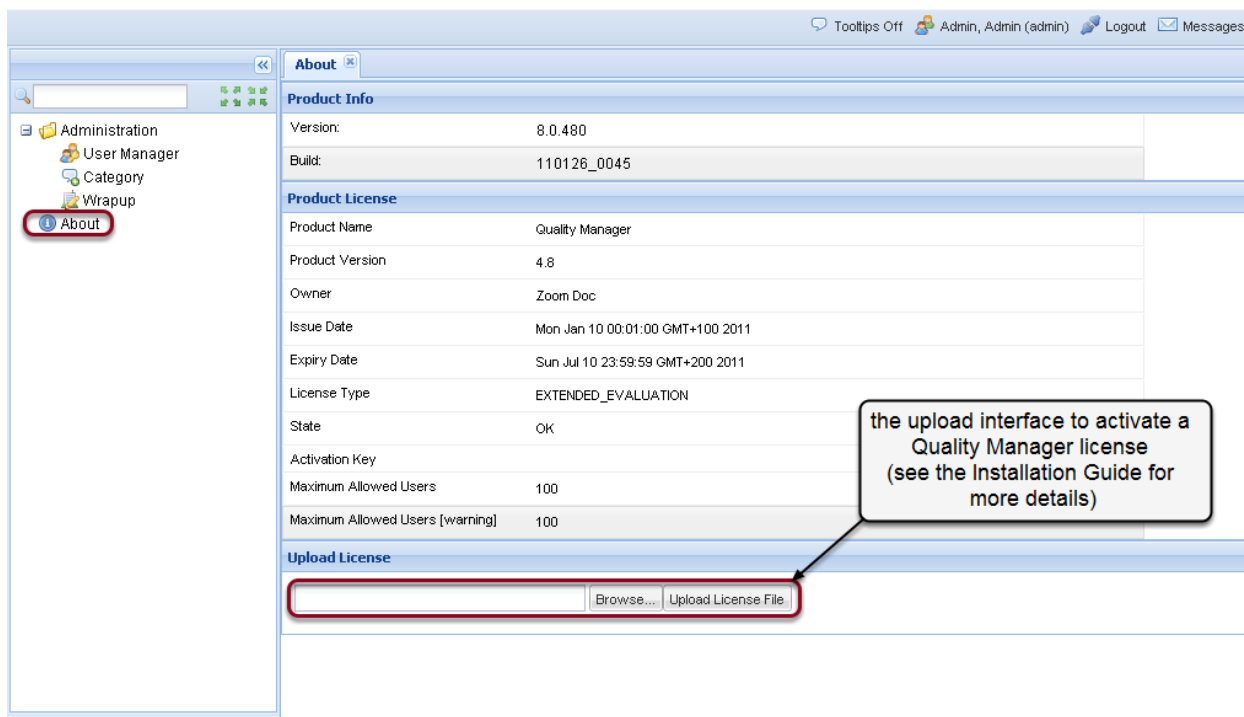 Tooltips Off Admin, Admin (admin) Logout Messages
About
Product Info
Administration
Version: 8.0.480
User Manager
Build: 110126_0045
Category
Wrapup
Product License
About
Product Name Quality Manager
Product Version 4.8
Owner Zoom Doc
Issue Date Mon Jan 10 00:01:00 GMT+100 2011
Expiry Date Sun Jul 10 23:59:59 GMT+200 2011
License Type EXTENDED_EVALUATION
State OK
Activation Key
Maximum Allowed Users 100
Maximum Allowed Users [warning] 100
the upload interface to activate a
Quality Manager license
(see the Installation Guide for
more details)
Upload License
Browse... Upload License File